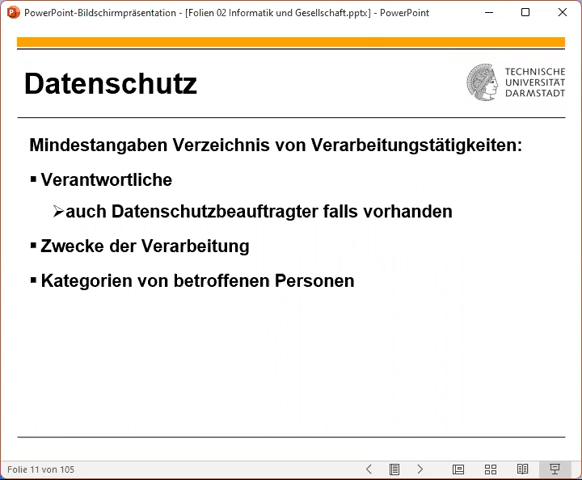 PowerPoint-Bildschirmpräsentation - [Folien 02 Informatik und Gesellschaft.pptx] - PowerPoint
Datenschutz
TECHNISCHE
UNIVERSITÄT
DARMSTADT
Mindestangaben Verzeichnis von Verarbeitungstätigkeiten:
▪ Verantwortliche
➢auch Datenschutzbeauftragter falls vorhanden
▪ Zwecke der Verarbeitung
▪ Kategorien von betroffenen Personen
Folie 11 von 105